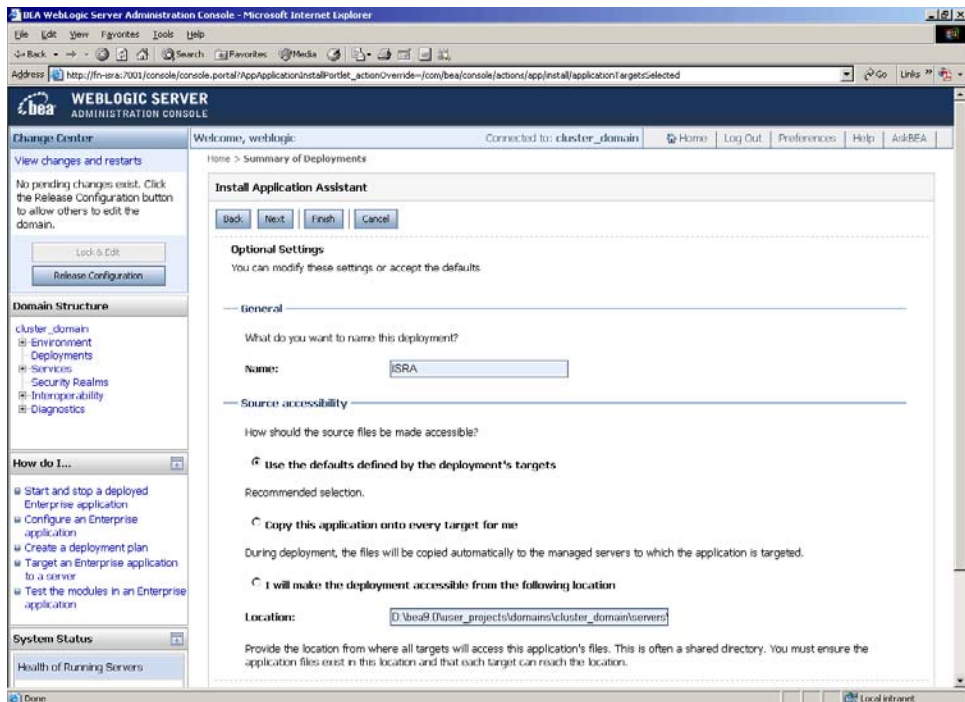 BEA WebLogic Server Administration Console - Microsoft Internet Explorer
File Edit View Favorites Tools Help
Back Search Favorites Media
Address http://fn-isra:7001/console/console.portal?AppApplicationInstallPortlet_actionOverride=/com/bea/console/actions/app/install/applicationTargetsSelected Go Links »
bea WEBLOGIC SERVER
ADMINISTRATION CONSOLE
Change Center
View changes and restarts
No pending changes exist. Click
the Release Configuration button
to allow others to edit the
domain.
Lock & Edit
Release Configuration
Domain Structure
cluster_domain
Environment
Deployments
Services
Security Realms
Interoperability
Diagnostics
How do I...
Start and stop a deployed
Enterprise application
Configure an Enterprise
application
Create a deployment plan
Target an Enterprise application
to a server
Test the modules in an Enterprise
application
System Status
Health of Running Servers
Welcome, weblogic
Connected to: cluster_domain
Home Log Out Preferences Help AskBEA
Home > Summary of Deployments
Install Application Assistant
Back Next Finish Cancel
Optional Settings
You can modify these settings or accept the defaults
General
What do you want to name this deployment?
Name: ISRA
Source accessibility
How should the source files be made accessible?
Use the defaults defined by the deployment's targets
Recommended selection.
Copy this application onto every target for me
During deployment, the files will be copied automatically to the managed servers to which the application is targeted.
I will make the deployment accessible from the following location
Location: D:\bea9.0\user_projects\domains\cluster_domain\servers\
Provide the location from where all targets will access this application's files. This is often a shared directory. You must ensure the
application files exist in this location and that each target can reach the location.
Done
Local intranet